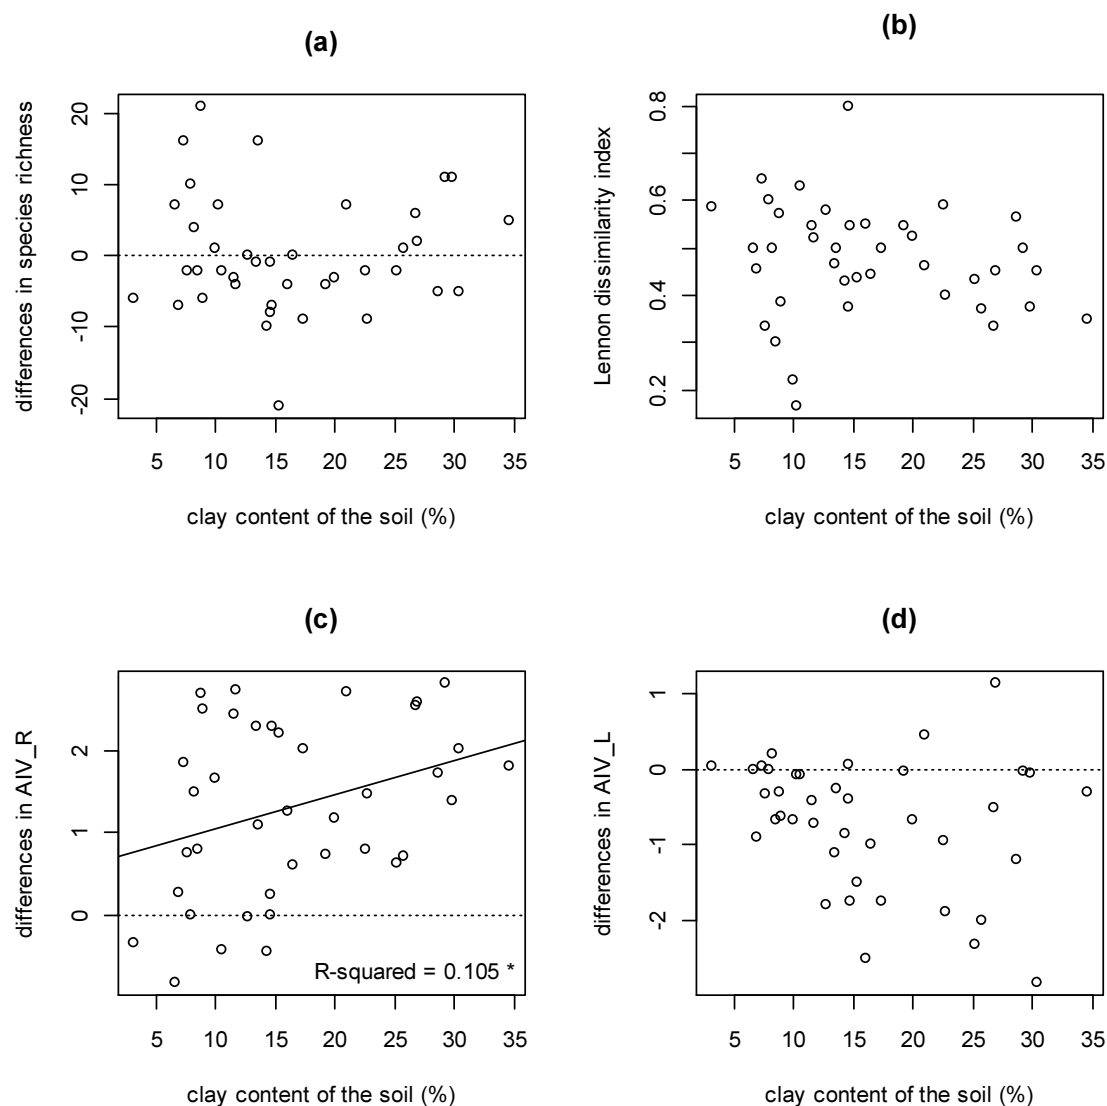 (a)
differences in species richness
20
10
0
-10
-20
5 10 15 20 25 30 35
clay content of the soil (%)
(b)
Lennon dissimilarity index
0.8
0.6
0.4
0.2
5 10 15 20 25 30 35
clay content of the soil (%)
(c)
differences in AIV_R
2
1
0
R-squared = 0.105 *
5 10 15 20 25 30 35
clay content of the soil (%)
(d)
differences in AIV_L
1
0
-1
-2
5 10 15 20 25 30 35
clay content of the soil (%)